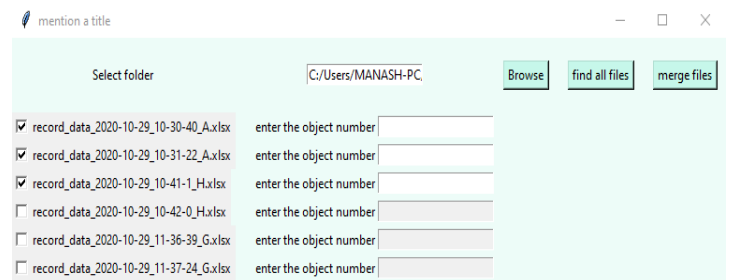 mention a title
Select folder C:/Users/MANASH-PC, Browse find all files merge files
record_data_2020-10-29_10-30-40_A.xlsx enter the object number
record_data_2020-10-29_10-31-22_A.xlsx enter the object number
record_data_2020-10-29_10-41-1_H.xlsx enter the object number
record_data_2020-10-29_10-42-0_H.xlsx enter the object number
record_data_2020-10-29_11-36-39_G.xlsx enter the object number
record_data_2020-10-29_11-37-24_G.xlsx enter the object number